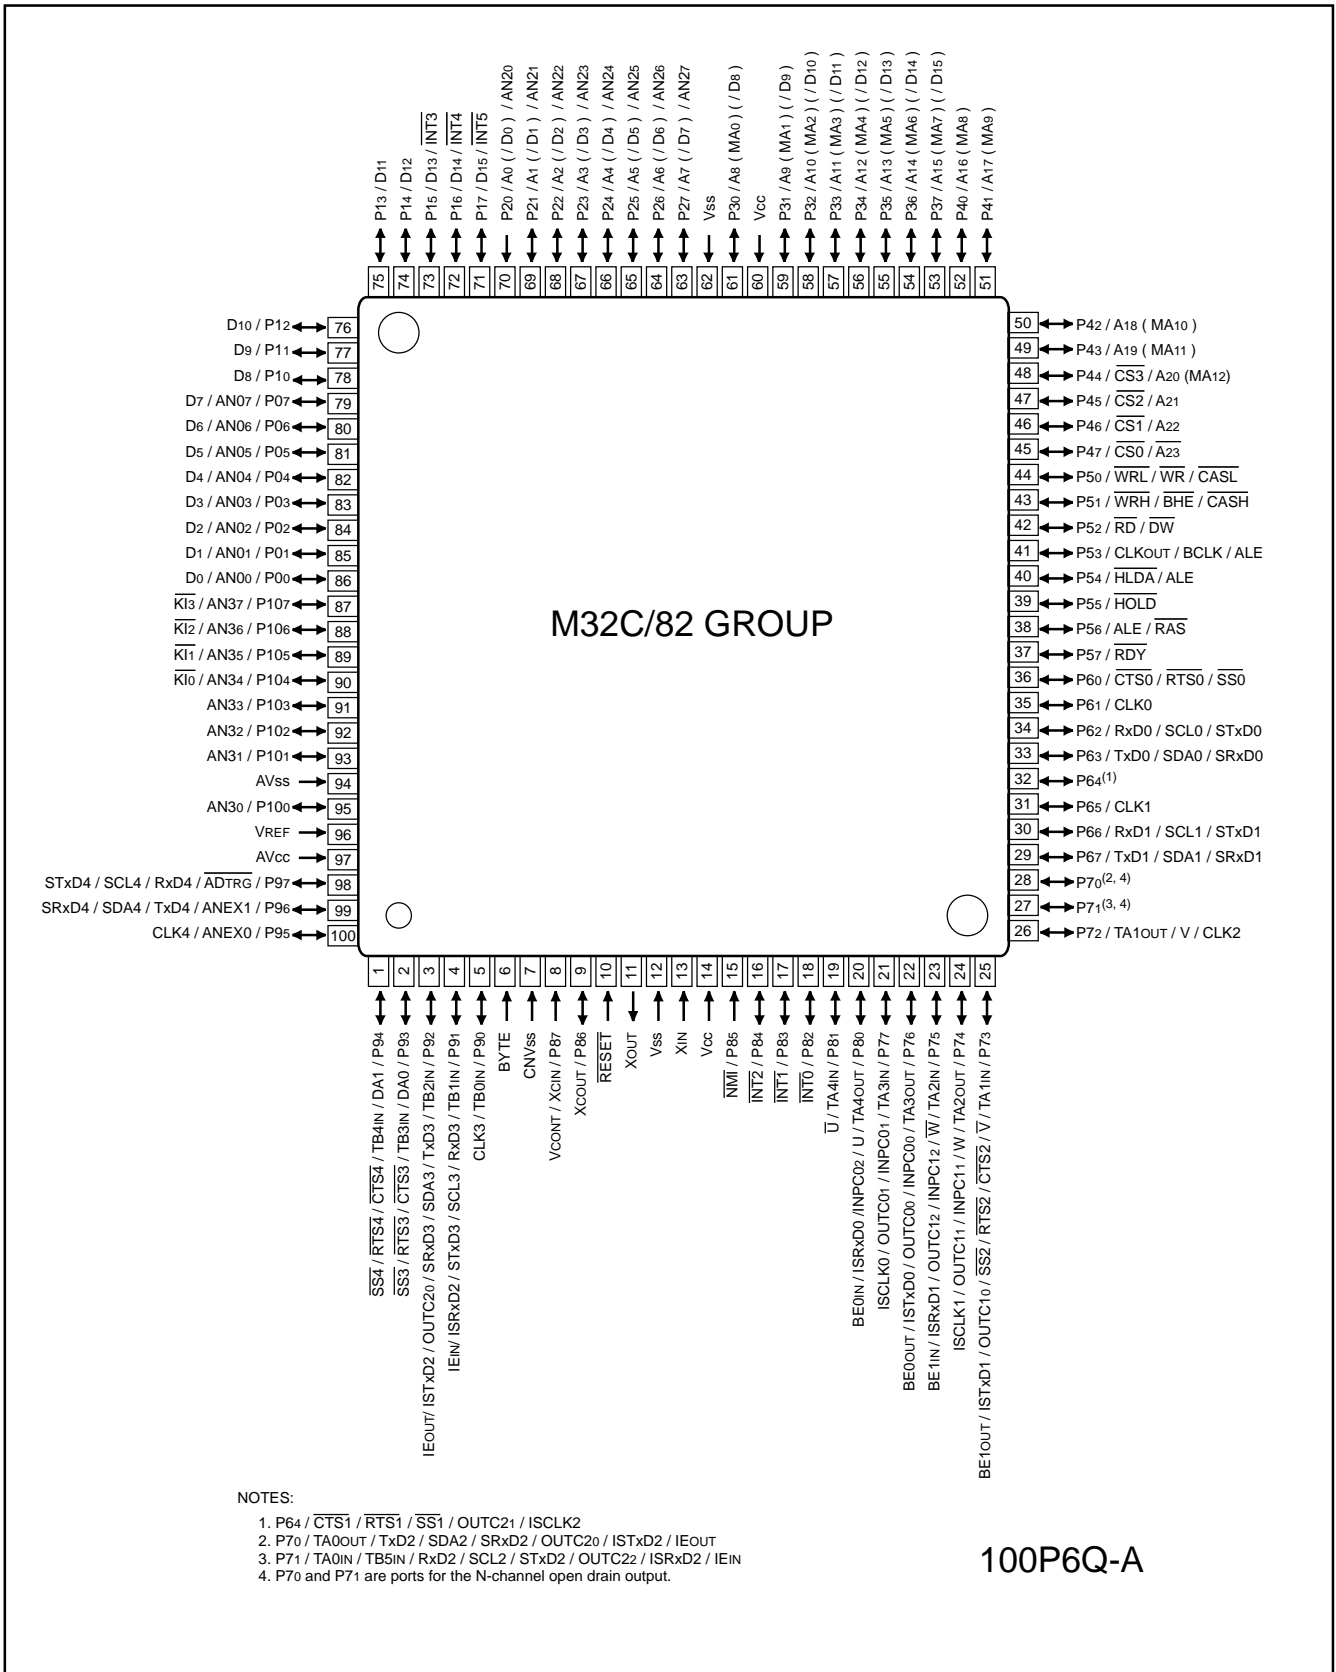 P13 / D11
P14 / D12
P15 / D13 / INT3
P16 / D14 / INT4
P17 / D15 / INT5
P20 / A0 ( / D0 ) / AN20
P21 / A1 ( / D1 ) / AN21
P22 / A2 ( / D2 ) / AN22
P23 / A3 ( / D3 ) / AN23
P24 / A4 ( / D4 ) / AN24
P25 / A5 ( / D5 ) / AN25
P26 / A6 ( / D6 ) / AN26
P27 / A7 ( / D7 ) / AN27
Vss
P30 / A8 ( MA0 ) ( / D8 )
Vcc
P31 / A9 ( MA1 ) ( / D9 )
P32 / A10 ( MA2 ) ( / D10 )
P33 / A11 ( MA3 ) ( / D11 )
P34 / A12 ( MA4 ) ( / D12 )
P35 / A13 ( MA5 ) ( / D13 )
P36 / A14 ( MA6 ) ( / D14 )
P37 / A15 ( MA7 ) ( / D15 )
P40 / A16 ( MA8 )
P41 / A17 ( MA9 )
75 74 73 72 71 70 69 68 67 66 65 64 63 62 61 60 59 58 57 56 55 54 53 52 51
D10 / P12 76
D9 / P11 77
D8 / P10 78
D7 / AN07 / P07 79
D6 / AN06 / P06 80
D5 / AN05 / P05 81
D4 / AN04 / P04 82
D3 / AN03 / P03 83
D2 / AN02 / P02 84
D1 / AN01 / P01 85
D0 / AN00 / P00 86
KI3 / AN37 / P107 87
KI2 / AN36 / P106 88
KI1 / AN35 / P105 89
KI0 / AN34 / P104 90
AN33 / P103 91
AN32 / P102 92
AN31 / P101 93
AVss 94
AN30 / P100 95
VREF 96
AVcc 97
STxD4 / SCL4 / RxD4 / ADTRG / P97 98
SRxD4 / SDA4 / TxD4 / ANEX1 / P96 99
CLK4 / ANEX0 / P95 100
M32C/82 GROUP
50 P42 / A18 ( MA10 )
49 P43 / A19 ( MA11 )
48 P44 / CS3 / A20 (MA12)
47 P45 / CS2 / A21
46 P46 / CS1 / A22
45 P47 / CS0 / A23
44 P50 / WRL / WR / CASL
43 P51 / WRH / BHE / CASH
42 P52 / RD / DW
41 P53 / CLKOUT / BCLK / ALE
40 P54 / HLDA / ALE
39 P55 / HOLD
38 P56 / ALE / RAS
37 P57 / RDY
36 P60 / CTS0 / RTS0 / SS0
35 P61 / CLK0
34 P62 / RxD0 / SCL0 / STxD0
33 P63 / TxD0 / SDA0 / SRxD0
32 P64(1)
31 P65 / CLK1
30 P66 / RxD1 / SCL1 / STxD1
29 P67 / TxD1 / SDA1 / SRxD1
28 P70(2, 4)
27 P71(3, 4)
26 P72 / TA1OUT / V / CLK2
1 2 3 4 5 6 7 8 9 10 11 12 13 14 15 16 17 18 19 20 21 22 23 24 25
SS4 / RTS4 / CTS4 / TB4IN / DA1 / P94
SS3 / RTS3 / CTS3 / TB3IN / DA0 / P93
IEOUT/ ISTxD2 / OUTC20 / SRxD3 / SDA3 / TxD3 / TB2IN / P92
IEIN/ ISRxD2 / STxD3 / SCL3 / RxD3 / TB1IN / P91
CLK3 / TB0IN / P90
BYTE
CNVss
VCONT / XCIN / P87
XCOUT / P86
RESET
XOUT
Vss
XIN
Vcc
NMI / P85
INT2 / P84
INT1 / P83
INT0 / P82
U / TA4IN / P81
BE0IN / ISRxD0 /INPC02 / U / TA4OUT / P80
ISCLK0 / OUTC01 / INPC01 / TA3IN / P77
BE0OUT / ISTxD0 / OUTC00 / INPC00 / TA3OUT / P76
BE1IN / ISRxD1 / OUTC12 / INPC12 / W / TA2IN / P75
ISCLK1 / OUTC11 / INPC11 / W / TA2OUT / P74
BE1OUT / ISTxD1 / OUTC10 / SS2 / RTS2 / CTS2 / V / TA1IN / P73
NOTES:
1. P64 / CTS1 / RTS1 / SS1 / OUTC21 / ISCLK2
2. P70 / TA0OUT / TxD2 / SDA2 / SRxD2 / OUTC20 / ISTxD2 / IEOUT
3. P71 / TA0IN / TB5IN / RxD2 / SCL2 / STxD2 / OUTC22 / ISRxD2 / IEIN
4. P70 and P71 are ports for the N-channel open drain output.
100P6Q-A